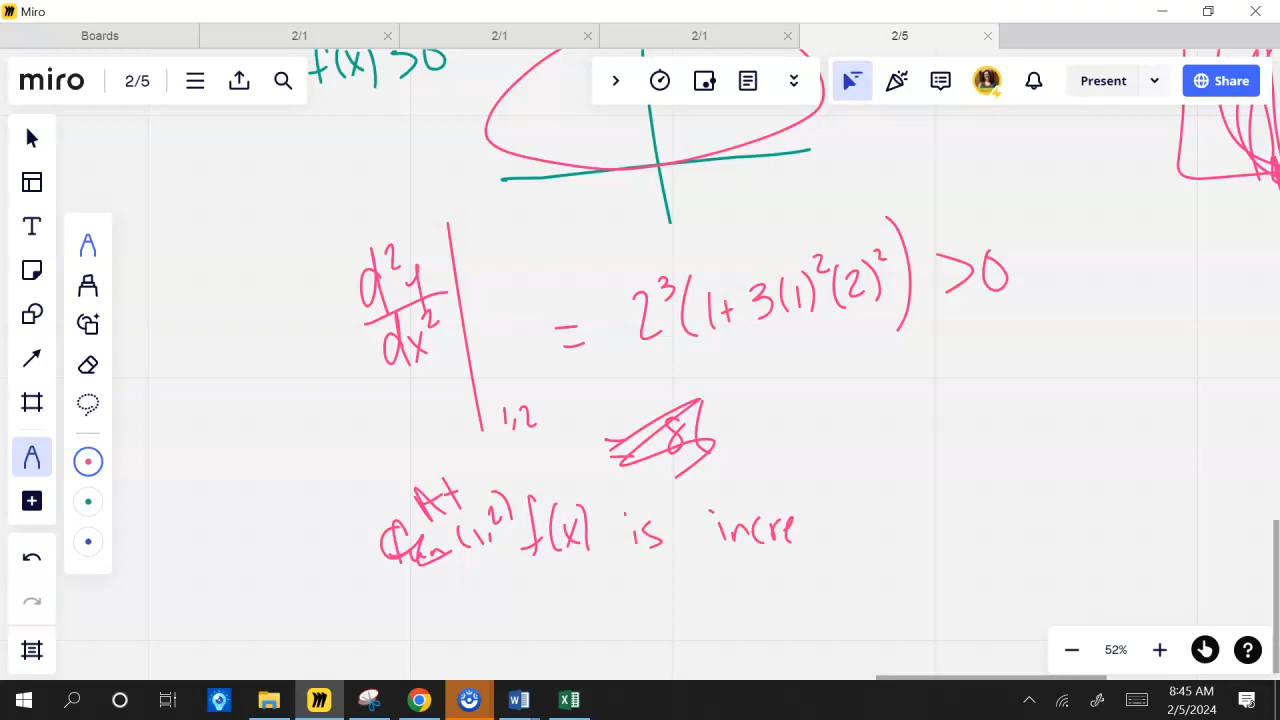 Miro
Boards
2/1
2/1
2/1
2/5
f(x) >0
miro
2/5
Present
Share
d²y/dx² | 1,2 = 2³(1+3(1)²(2)²) >0
At (1,2) f(x) is incre
52%
8:45 AM
2/5/2024